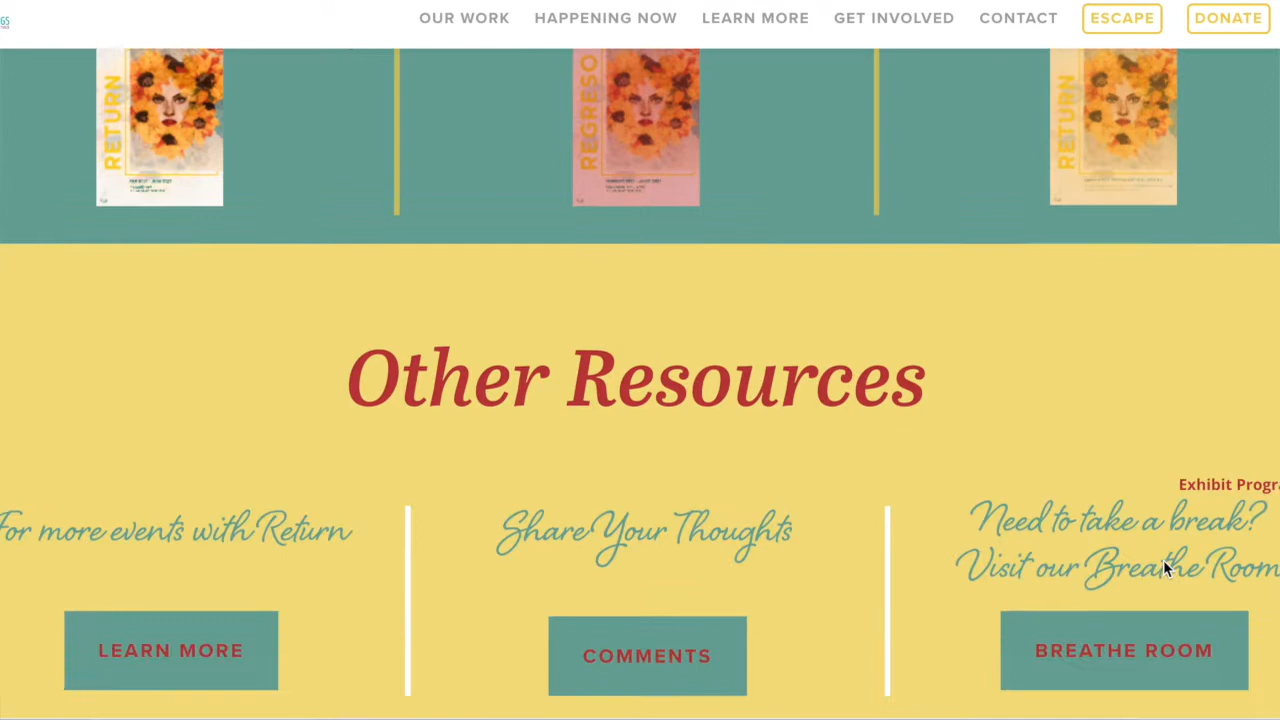 GS
OUR WORK
HAPPENING NOW
LEARN MORE
GET INVOLVED
CONTACT
ESCAPE
DONATE
RETURN
REGRESO
RETURN
Other Resources
For more events with Return
LEARN MORE
Share Your Thoughts
COMMENTS
Exhibit Progra
Need to take a break?
Visit our Breathe Room
BREATHE ROOM